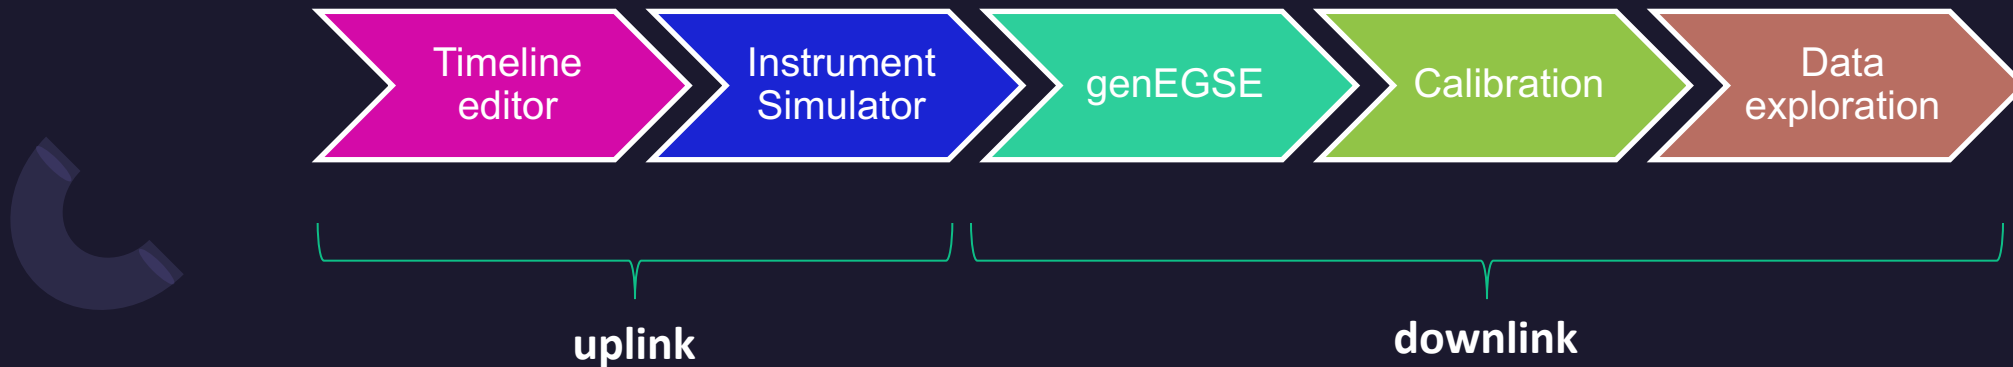 Timeline
editor
Instrument
Simulator
genEGSE
Calibration
Data
exploration
uplink
downlink